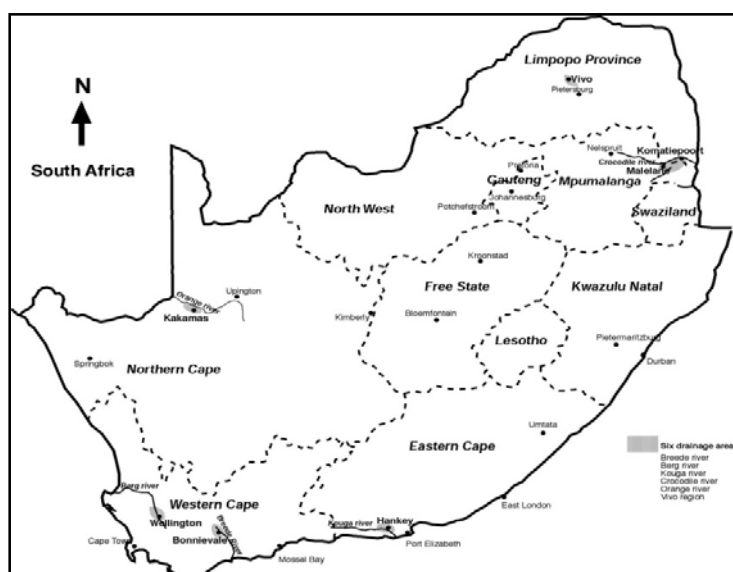 Limpopo Province
Vivo
Pietersburg
N
South Africa
Nelspruit
Komatiepoort
Crocodile river
Malelane
Pretoria
Gauteng
Mpumalanga
Johannesburg
North West
Potchefstroom
Swaziland
Kroonstad
Free State
Kwazulu Natal
Orange river
Upington
Kakamas
Kimberly
Bloemfontein
Lesotho
Pietermaritzburg
Durban
Springbok
Northern Cape
Umtata
Eastern Cape
Six drainage area
Breede river
Berg river
Kouga river
Crocodile river
Orange river
Vivo region
Berg river
Western Cape
East London
Wellington
Kouga river
Hankey
Cape Town
Bonnievale
Breede River
Port Elizabeth
Mossel Bay